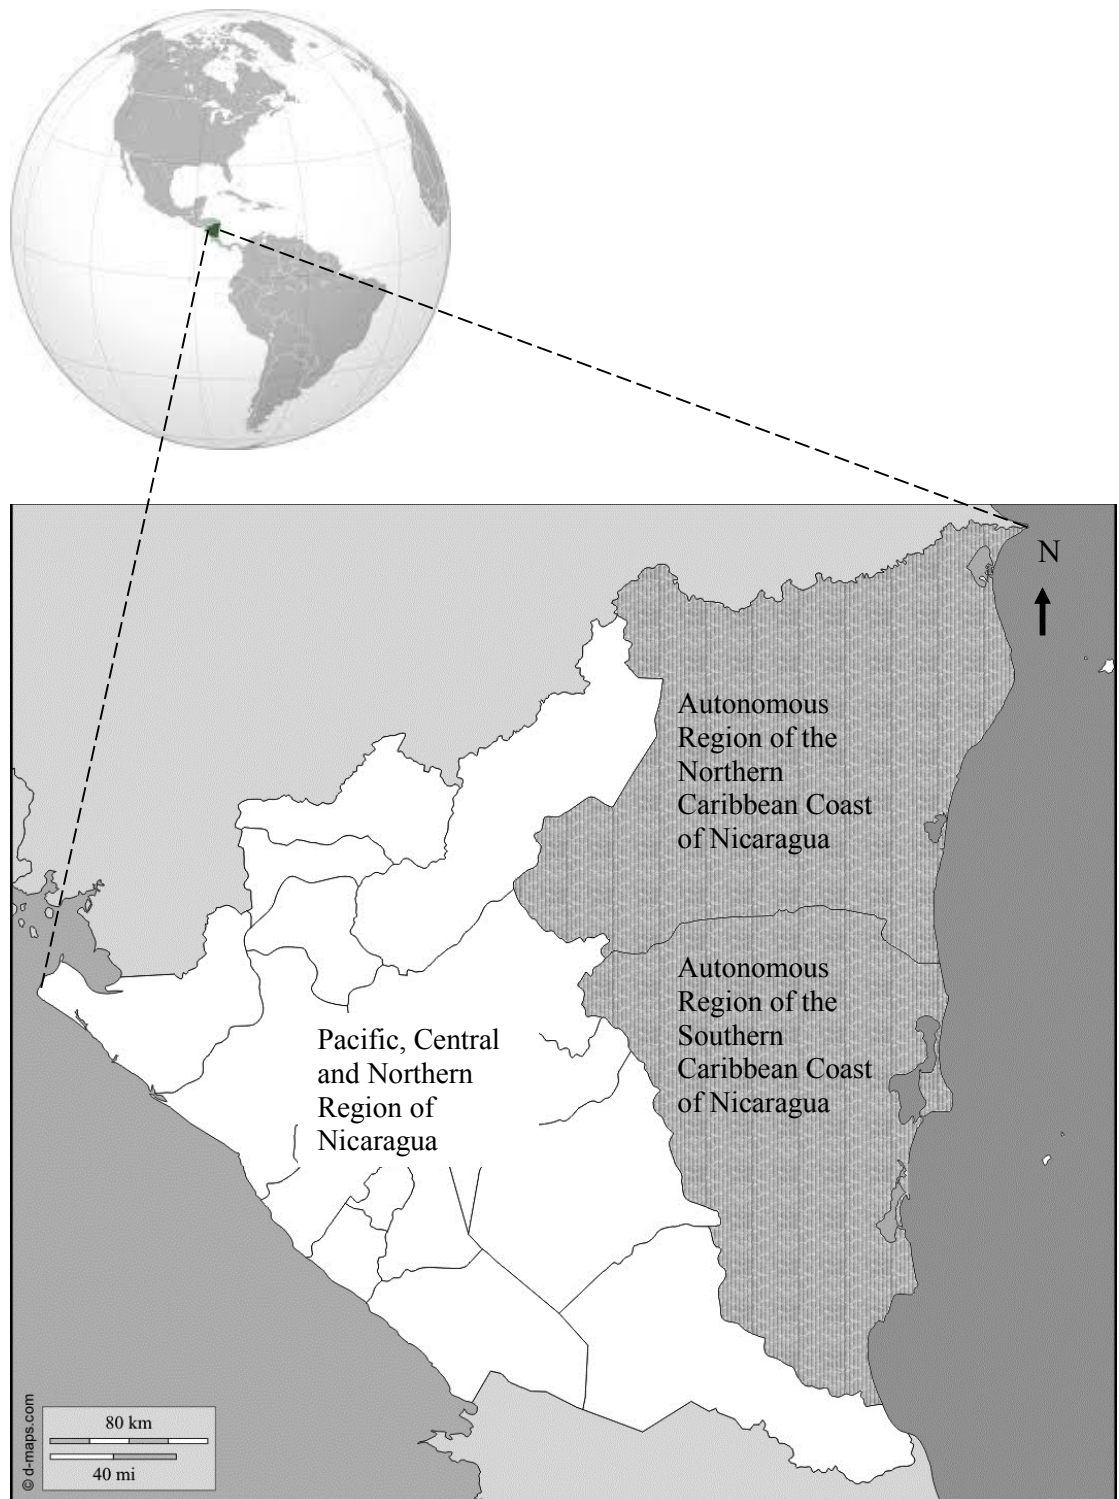 N
Autonomous
Region of the
Northern
Caribbean Coast
of Nicaragua
Autonomous
Region of the
Southern
Caribbean Coast
of Nicaragua
Pacific, Central
and Northern
Region of
Nicaragua
80 km
40 mi
© d-maps.com